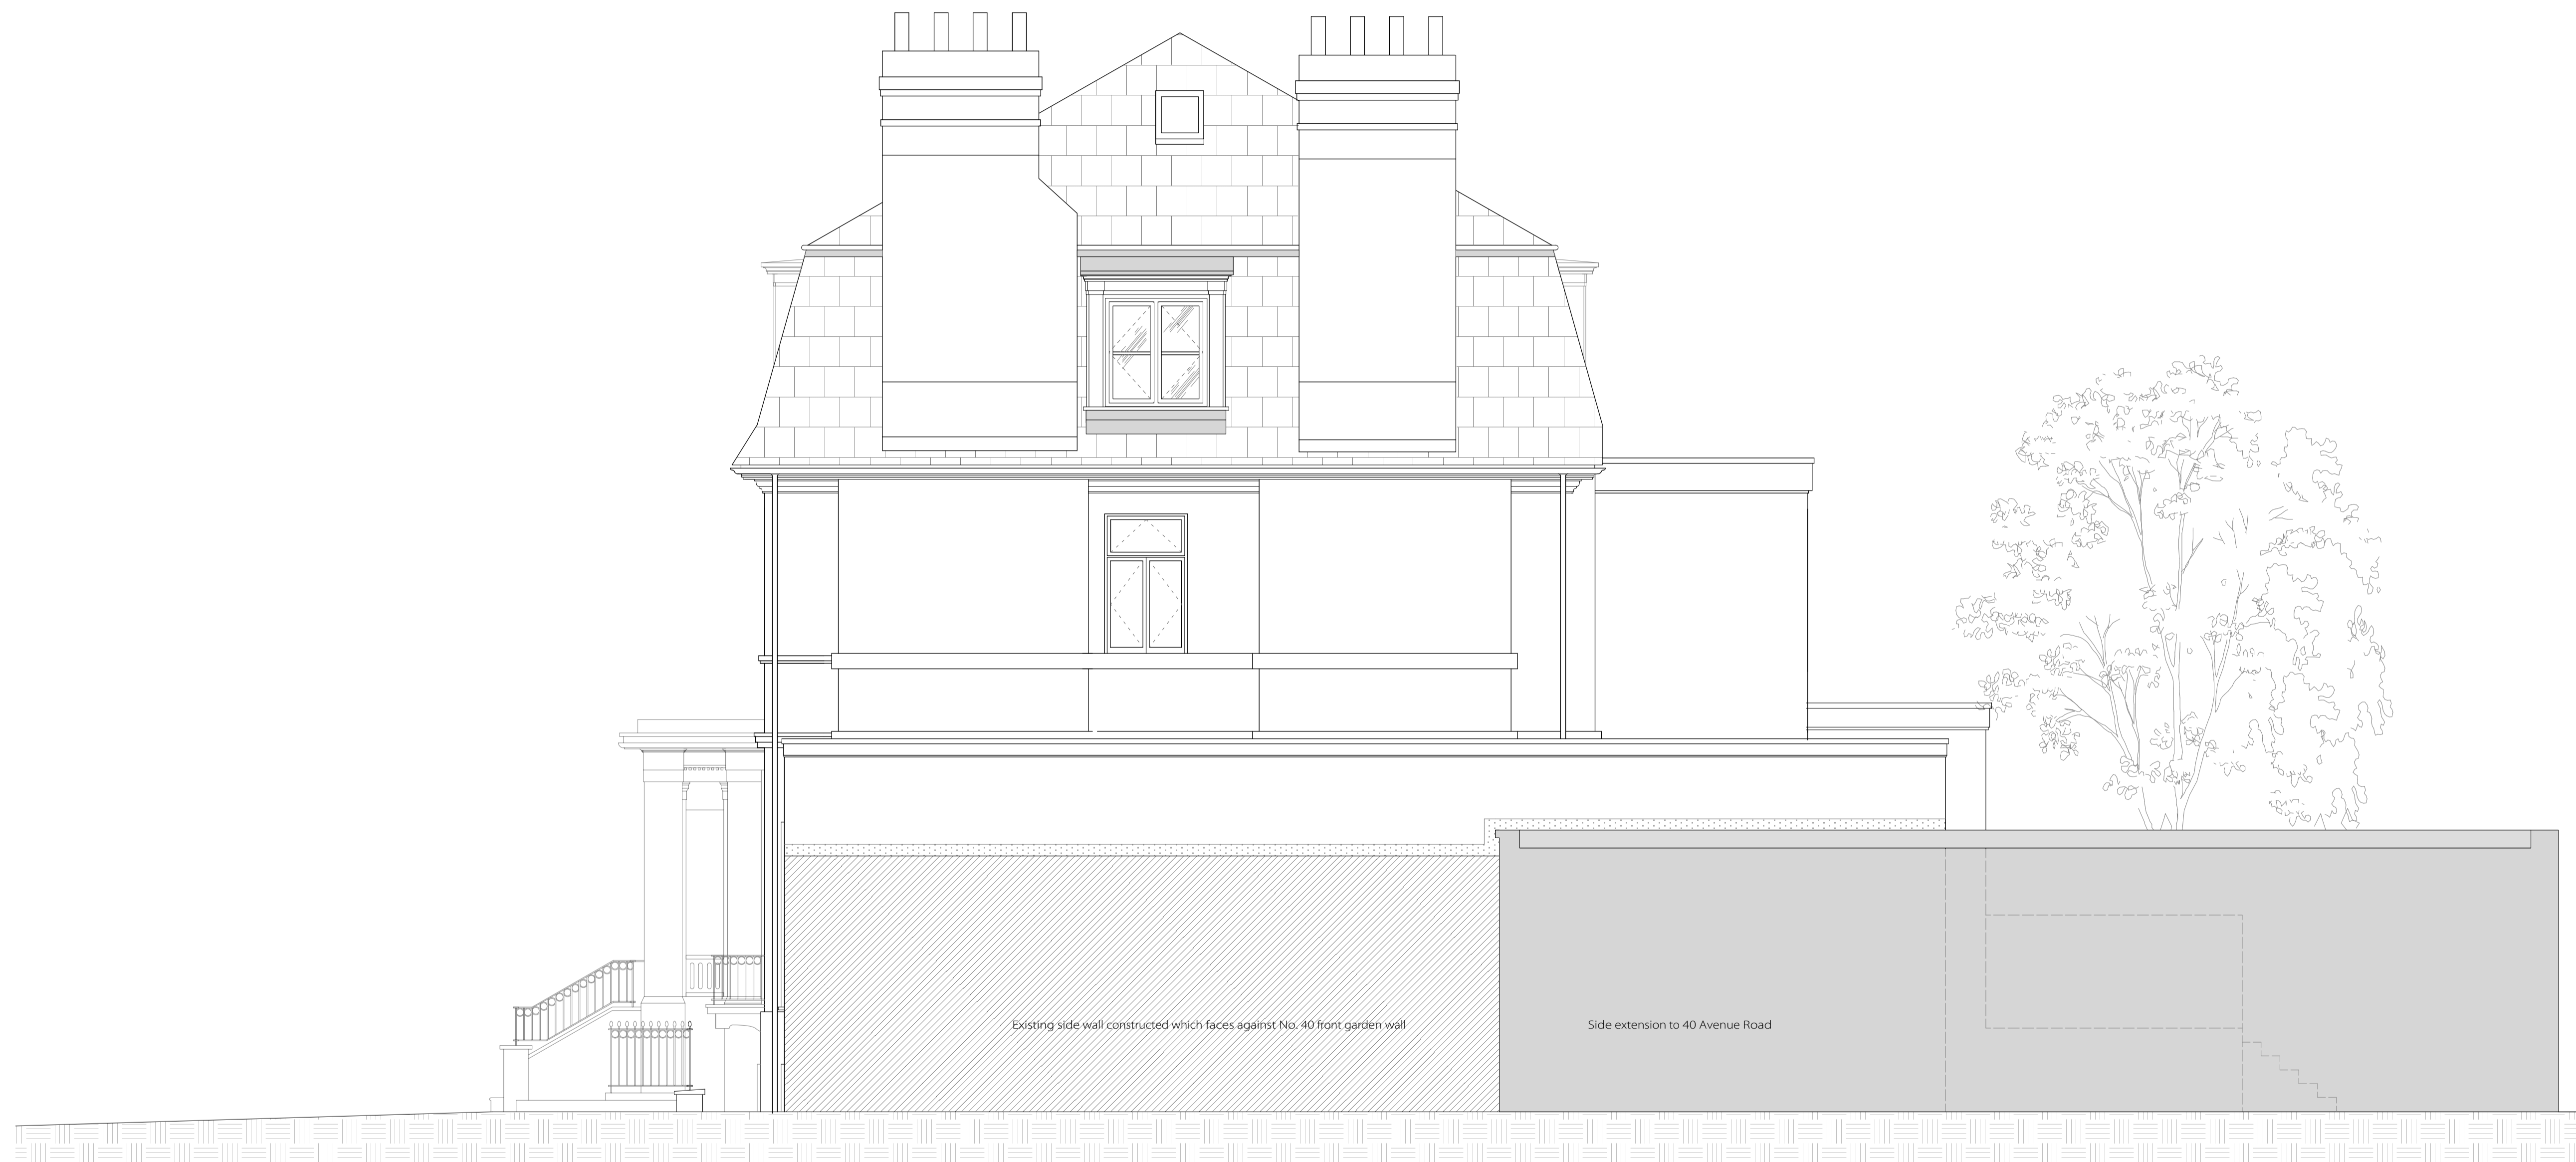 Existing side wall constructed which faces against No. 40 front garden wall
Side extension to 40 Avenue Road